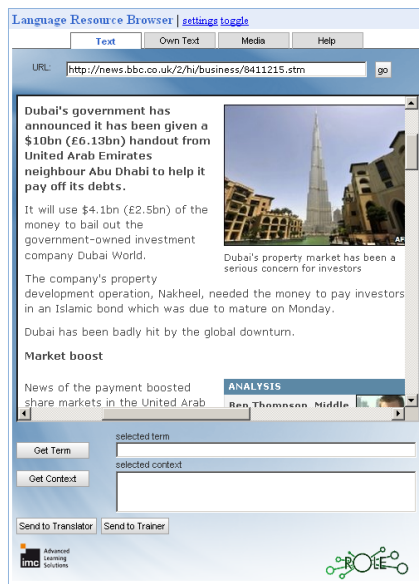 Language Resource Browser | settings toggle
Text Own Text Media Help
URL: http://news.bbc.co.uk/2/hi/business/8411215.stm go
Dubai's government has
announced it has been given a
$10bn (£6.13bn) handout from
United Arab Emirates
neighbour Abu Dhabi to help it
pay off its debts.
It will use $4.1bn (£2.5bn) of the
money to bail out the
government-owned investment
company Dubai World.
AF
Dubai's property market has been a
serious concern for investors
The company's property
development operation, Nakheel, needed the money to pay investors
in an Islamic bond which was due to mature on Monday.
Dubai has been badly hit by the global downturn.
Market boost
News of the payment boosted
share markets in the United Arab
ANALYSIS
Ben Thompson, Middle
selected term
Get Term
selected context
Get Context
Send to Translator Send to Trainer
imc Advanced
Learning
Solutions
ROLE